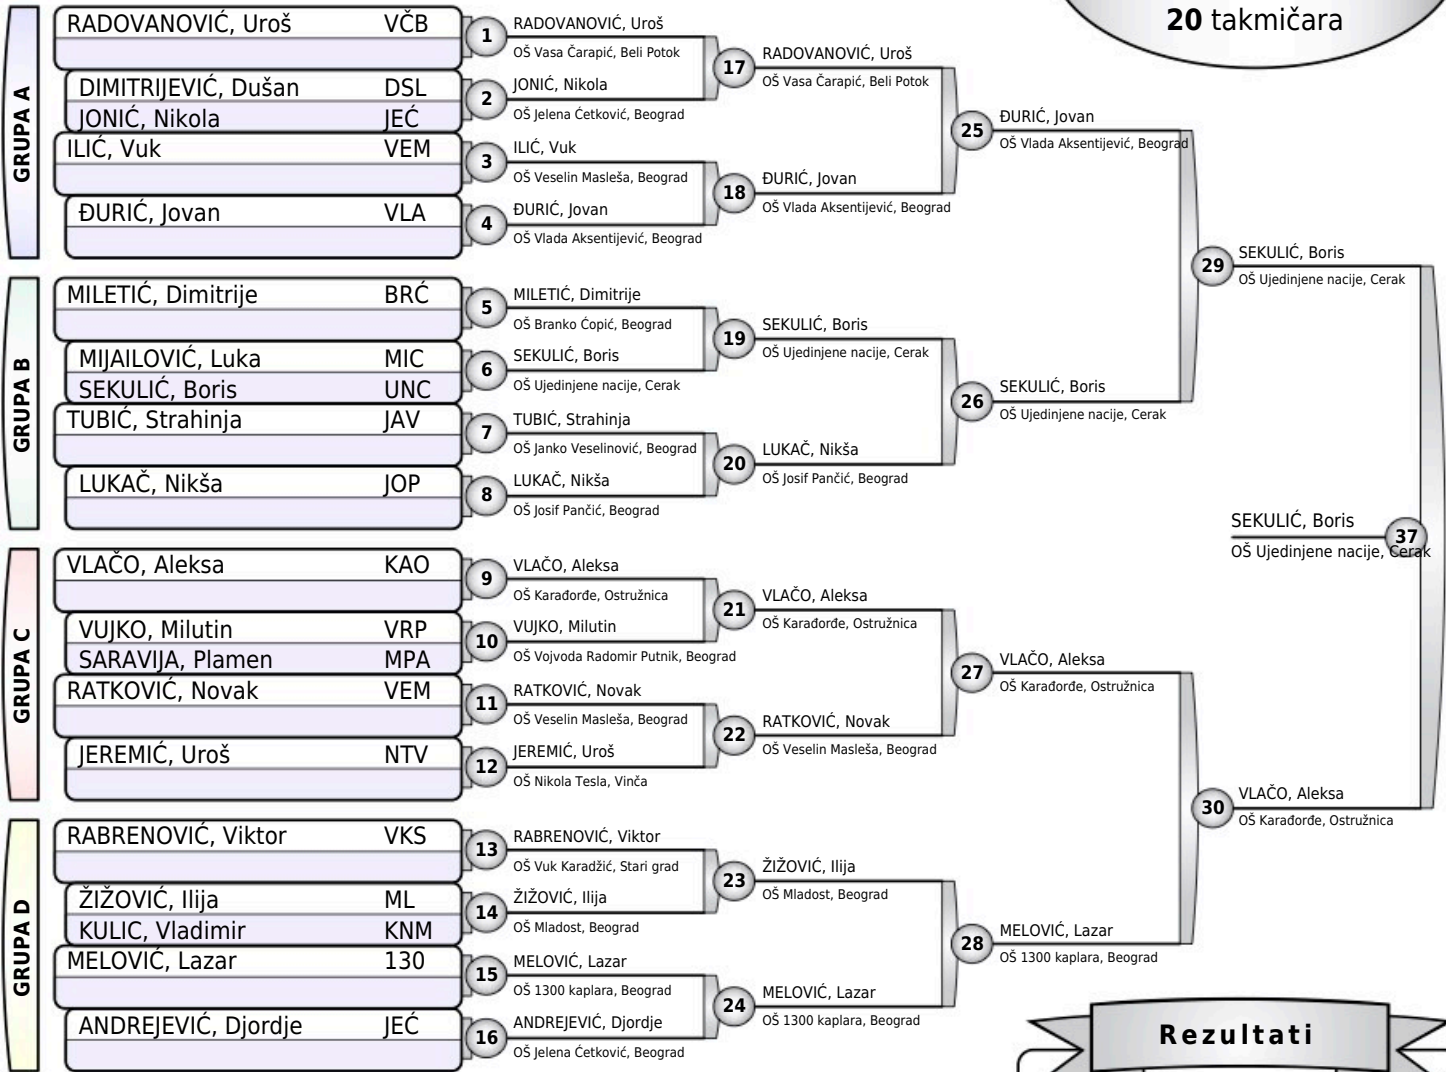 20 takmičara
GRUPA A
RADOVANOVIĆ, Uroš VČB
DIMITRIJEVIĆ, Dušan DSL
JONIĆ, Nikola JEĆ
ILIĆ, Vuk VEM
ĐURIĆ, Jovan VLA
1 RADOVANOVIĆ, Uroš
OŠ Vasa Čarapić, Beli Potok
2 JONIĆ, Nikola
OŠ Jelena Ćetković, Beograd
3 ILIĆ, Vuk
OŠ Veselin Masleša, Beograd
4 ĐURIĆ, Jovan
OŠ Vlada Aksentijević, Beograd
17 RADOVANOVIĆ, Uroš
OŠ Vasa Čarapić, Beli Potok
18 ĐURIĆ, Jovan
OŠ Vlada Aksentijević, Beograd
25 ĐURIĆ, Jovan
OŠ Vlada Aksentijević, Beograd
GRUPA B
MILETIĆ, Dimitrije BRĆ
MIJAILOVIĆ, Luka MIC
SEKULIĆ, Boris UNC
TUBIĆ, Strahinja JAV
LUKAČ, Nikša JOP
5 MILETIĆ, Dimitrije
OŠ Branko Ćopić, Beograd
6 SEKULIĆ, Boris
OŠ Ujedinjene nacije, Cerak
7 TUBIĆ, Strahinja
OŠ Janko Veselinović, Beograd
8 LUKAČ, Nikša
OŠ Josif Pančić, Beograd
19 SEKULIĆ, Boris
OŠ Ujedinjene nacije, Cerak
20 LUKAČ, Nikša
OŠ Josif Pančić, Beograd
26 SEKULIĆ, Boris
OŠ Ujedinjene nacije, Cerak
29 SEKULIĆ, Boris
OŠ Ujedinjene nacije, Cerak
SEKULIĆ, Boris 37
OŠ Ujedinjene nacije, Cerak
GRUPA C
VLAČO, Aleksa KAO
VUJKO, Milutin VRP
SARAVIJA, Plamen MPA
RATKOVIĆ, Novak VEM
JEREMIĆ, Uroš NTV
9 VLAČO, Aleksa
OŠ Karađorđe, Ostružnica
10 VUJKO, Milutin
OŠ Vojvoda Radomir Putnik, Beograd
11 RATKOVIĆ, Novak
OŠ Veselin Masleša, Beograd
12 JEREMIĆ, Uroš
OŠ Nikola Tesla, Vinča
21 VLAČO, Aleksa
OŠ Karađorđe, Ostružnica
22 RATKOVIĆ, Novak
OŠ Veselin Masleša, Beograd
27 VLAČO, Aleksa
OŠ Karađorđe, Ostružnica
30 VLAČO, Aleksa
OŠ Karađorđe, Ostružnica
GRUPA D
RABRENOVIĆ, Viktor VKS
ŽIŽOVIĆ, Ilija ML
KULIC, Vladimir KNM
MELOVIĆ, Lazar 130
ANDREJEVIĆ, Djordje JEĆ
13 RABRENOVIĆ, Viktor
OŠ Vuk Karadžić, Stari grad
14 ŽIŽOVIĆ, Ilija
OŠ Mladost, Beograd
15 MELOVIĆ, Lazar
OŠ 1300 kaplara, Beograd
16 ANDREJEVIĆ, Djordje
OŠ Jelena Ćetković, Beograd
23 ŽIŽOVIĆ, Ilija
OŠ Mladost, Beograd
24 MELOVIĆ, Lazar
OŠ 1300 kaplara, Beograd
28 MELOVIĆ, Lazar
OŠ 1300 kaplara, Beograd
Rezultati